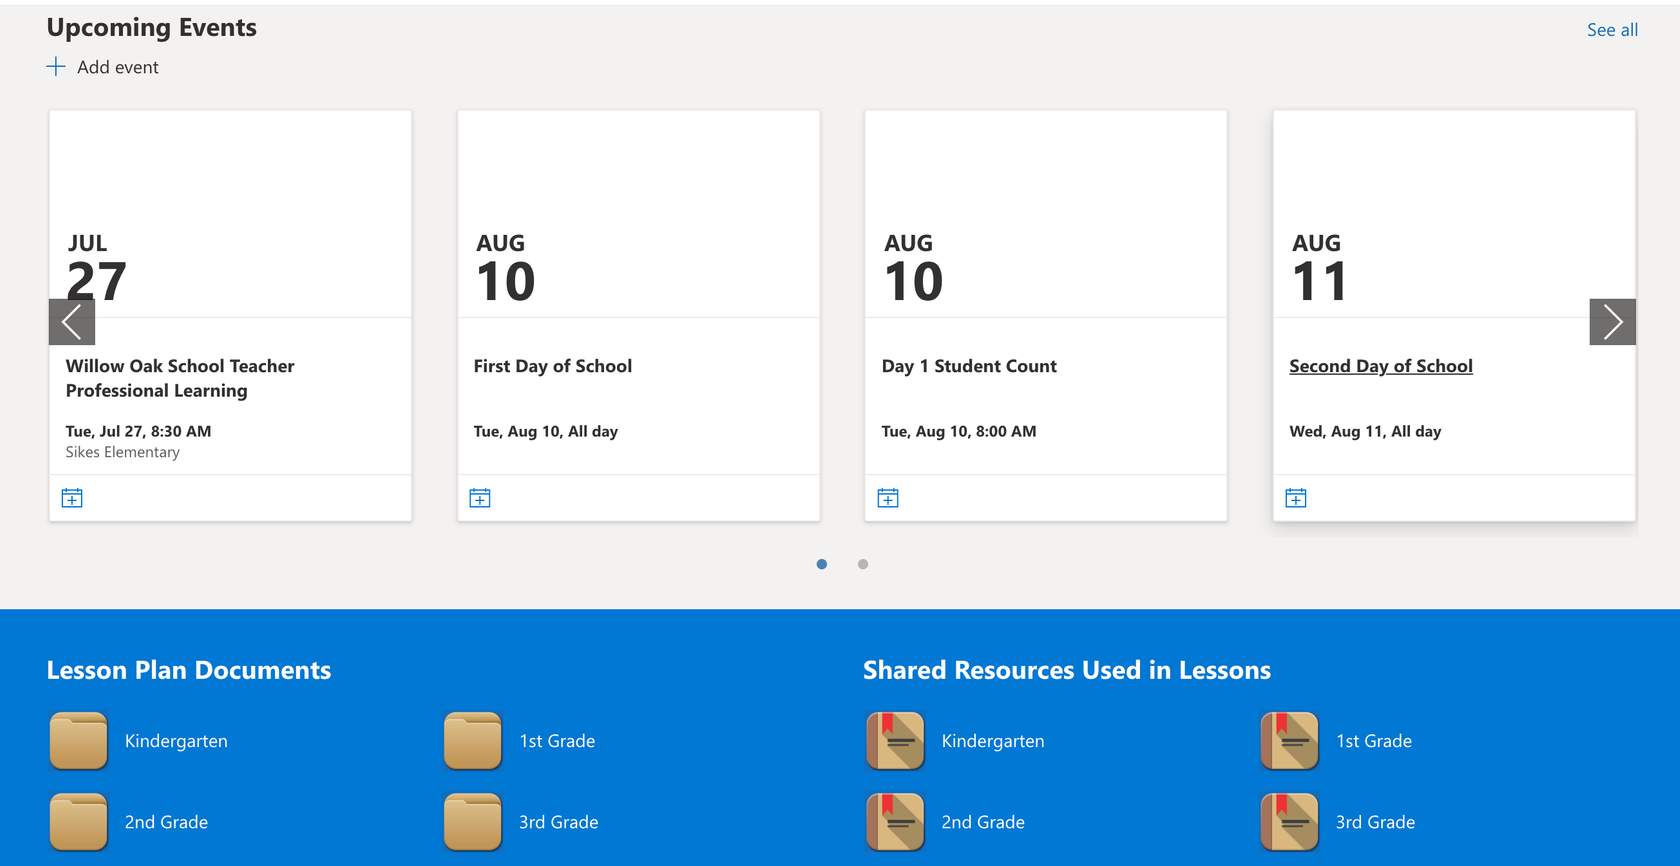 Upcoming Events
See all
Add event
JUL
27
Willow Oak School Teacher
Professional Learning
Tue, Jul 27, 8:30 AM
Sikes Elementary
AUG
10
First Day of School
Tue, Aug 10, All day
AUG
10
Day 1 Student Count
Tue, Aug 10, 8:00 AM
AUG
11
Second Day of School
Wed, Aug 11, All day
Lesson Plan Documents
Kindergarten
1st Grade
2nd Grade
3rd Grade
Shared Resources Used in Lessons
Kindergarten
1st Grade
2nd Grade
3rd Grade